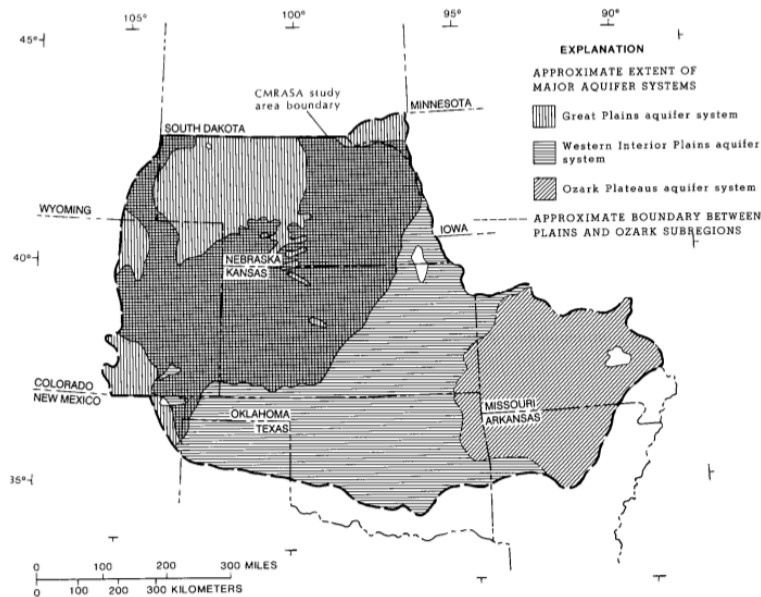 105°
100°
95°
90°
45°
EXPLANATION
APPROXIMATE EXTENT OF
MAJOR AQUIFER SYSTEMS
CMRASA study
area boundary
MINNESOTA
Great Plains aquifer system
SOUTH DAKOTA
Western Interior Plains aquifer
system
Ozark Plateaus aquifer system
WYOMING
APPROXIMATE BOUNDARY BETWEEN
PLAINS AND OZARK SUBREGIONS
IOWA
40°
NEBRASKA
KANSAS
COLORADO
NEW MEXICO
OKLAHOMA
TEXAS
MISSOURI
ARKANSAS
35°
0 100 200 300 MILES
0 100 200 300 KILOMETERS